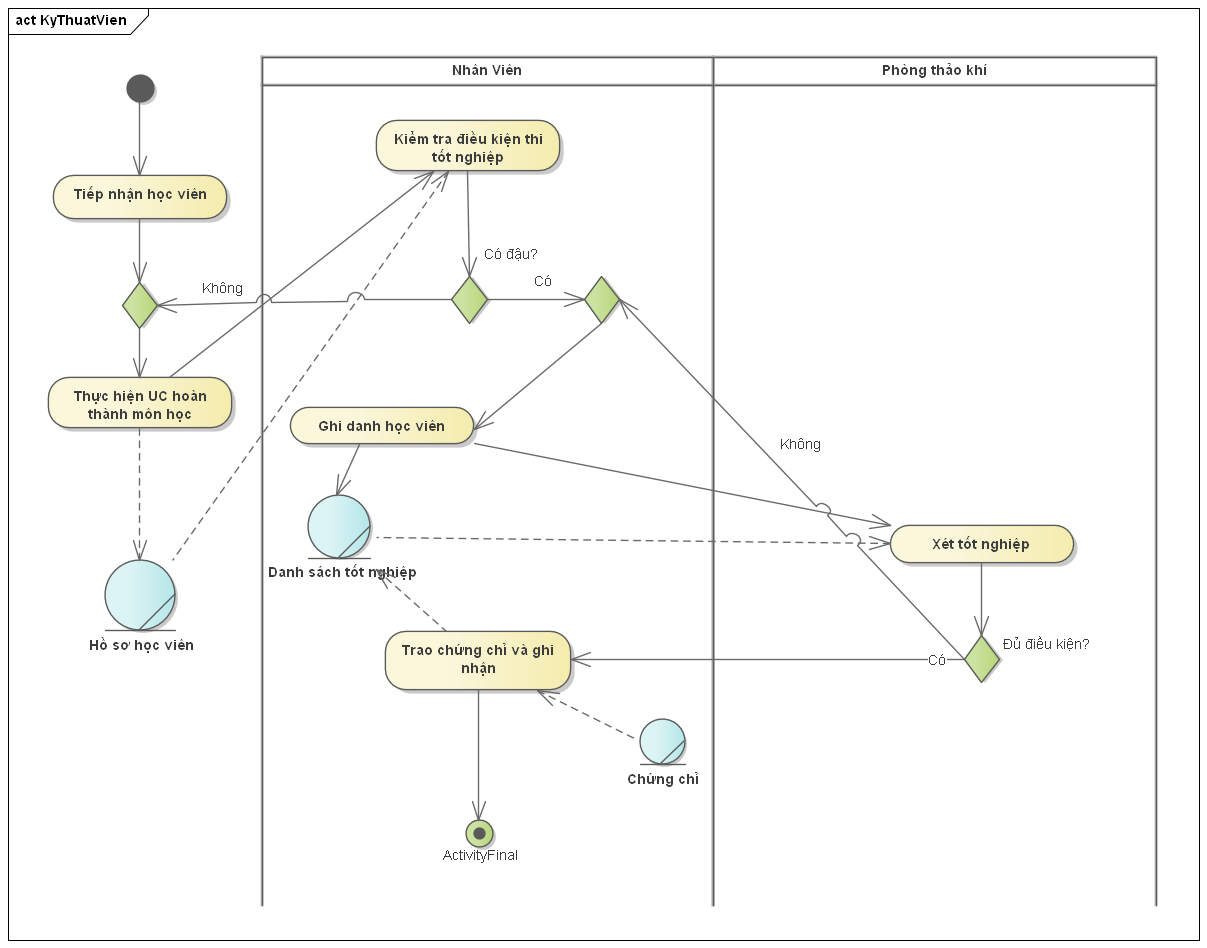 act KyThuatVien
Nhân Viên
Phòng thảo khí
Kiểm tra điều kiện thi
tốt nghiệp
Tiếp nhận học viên
Có đậu?
Không
Có
Thực hiện UC hoàn
thành môn học
Ghi danh học viên
Không
Xét tốt nghiệp
Danh sách tốt nghiệp
Hồ sơ học viên
Trao chứng chỉ và ghi
nhận
Có
Đủ điều kiện?
Chứng chỉ
ActivityFinal